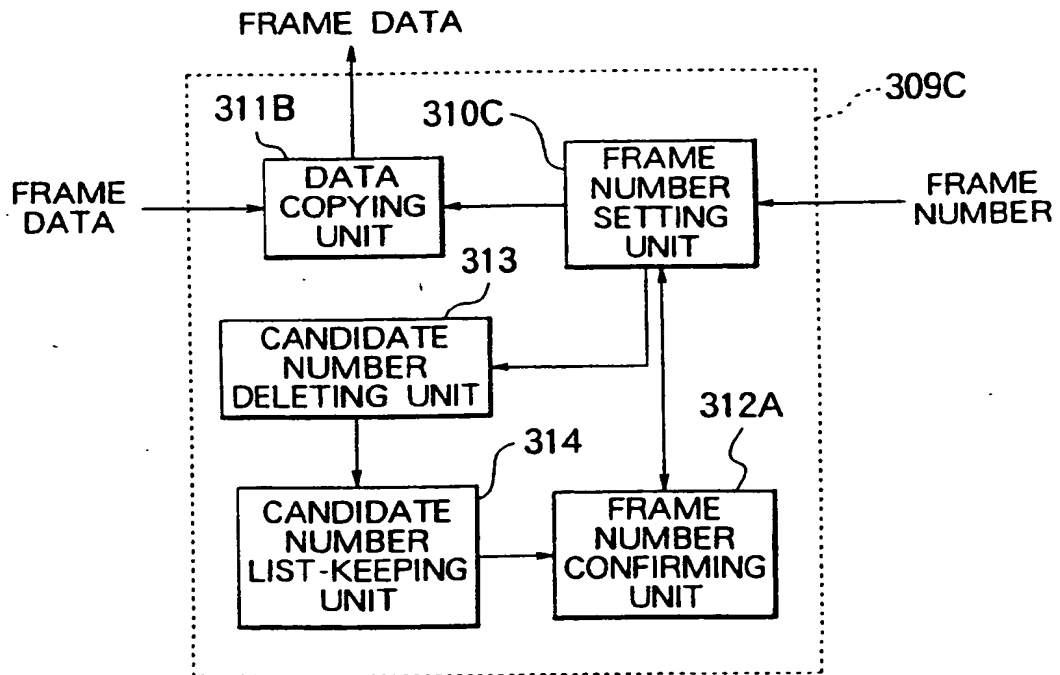 FRAME DATA
309C
311B
310C
FRAME
DATA
DATA
COPYING
UNIT
FRAME
NUMBER
SETTING
UNIT
FRAME
NUMBER
313
CANDIDATE
NUMBER
DELETING UNIT
312A
314
CANDIDATE
NUMBER
LIST-KEEPING
UNIT
FRAME
NUMBER
CONFIRMING
UNIT